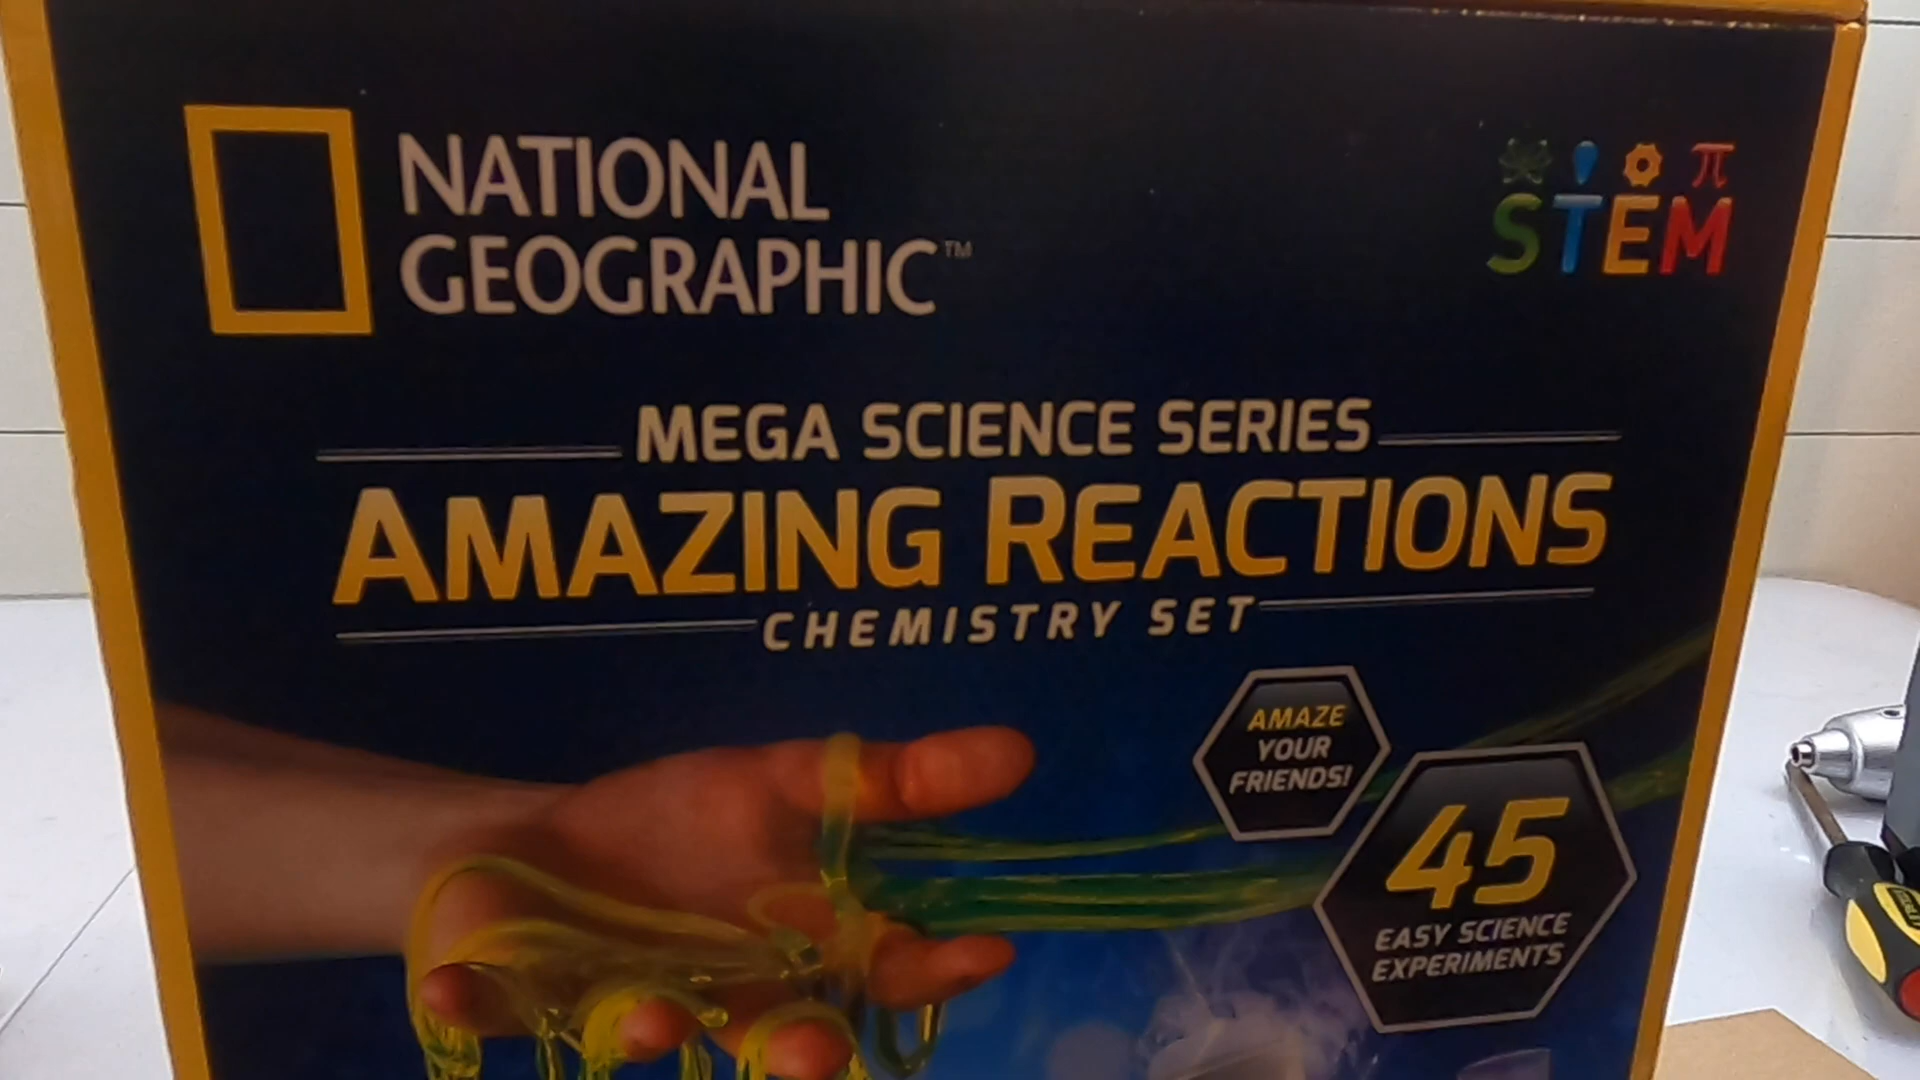 NATIONAL
GEOGRAPHIC™
π
STEM
MEGA SCIENCE SERIES
AMAZING REACTIONS
CHEMISTRY SET
AMAZE
YOUR
FRIENDS!
45
EASY SCIENCE
EXPERIMENTS